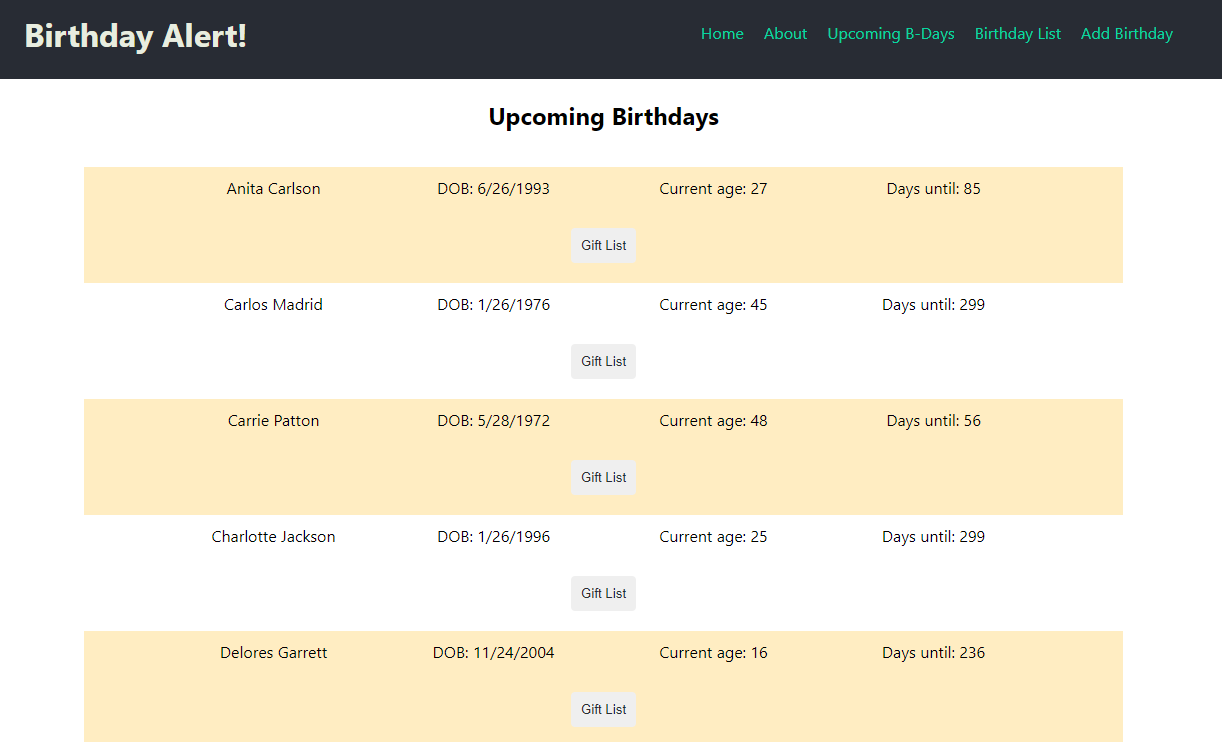 Birthday Alert!
Home About Upcoming B-Days Birthday List Add Birthday
Upcoming Birthdays
Anita Carlson DOB: 6/26/1993 Current age: 27 Days until: 85
Gift List
Carlos Madrid DOB: 1/26/1976 Current age: 45 Days until: 299
Gift List
Carrie Patton DOB: 5/28/1972 Current age: 48 Days until: 56
Gift List
Charlotte Jackson DOB: 1/26/1996 Current age: 25 Days until: 299
Gift List
Delores Garrett DOB: 11/24/2004 Current age: 16 Days until: 236
Gift List